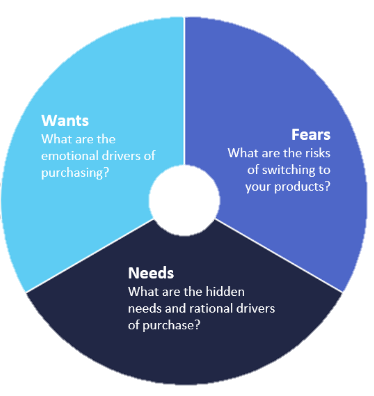 Wants
What are the
emotional drivers of
purchasing?
Fears
What are the risks
of switching to
your products?
Needs
What are the hidden
needs and rational drivers
of purchase?